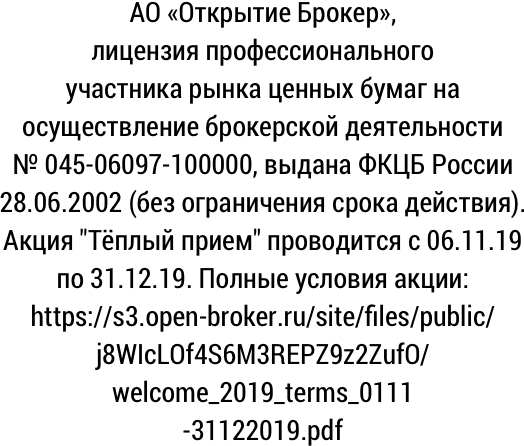 АО «Открытие Брокер»,
лицензия профессионального
участника рынка ценных бумаг на
осуществление брокерской деятельности
№ 045-06097-100000, выдана ФКЦБ России
28.06.2002 (без ограничения срока действия).
Акция "Тёплый прием" проводится с 06.11.19
по 31.12.19. Полные условия акции:
https://s3.open-broker.ru/site/files/public/
j8WIcLOf4S6M3REPZ9z2ZufO/
welcome_2019_terms_0111
-31122019.pdf